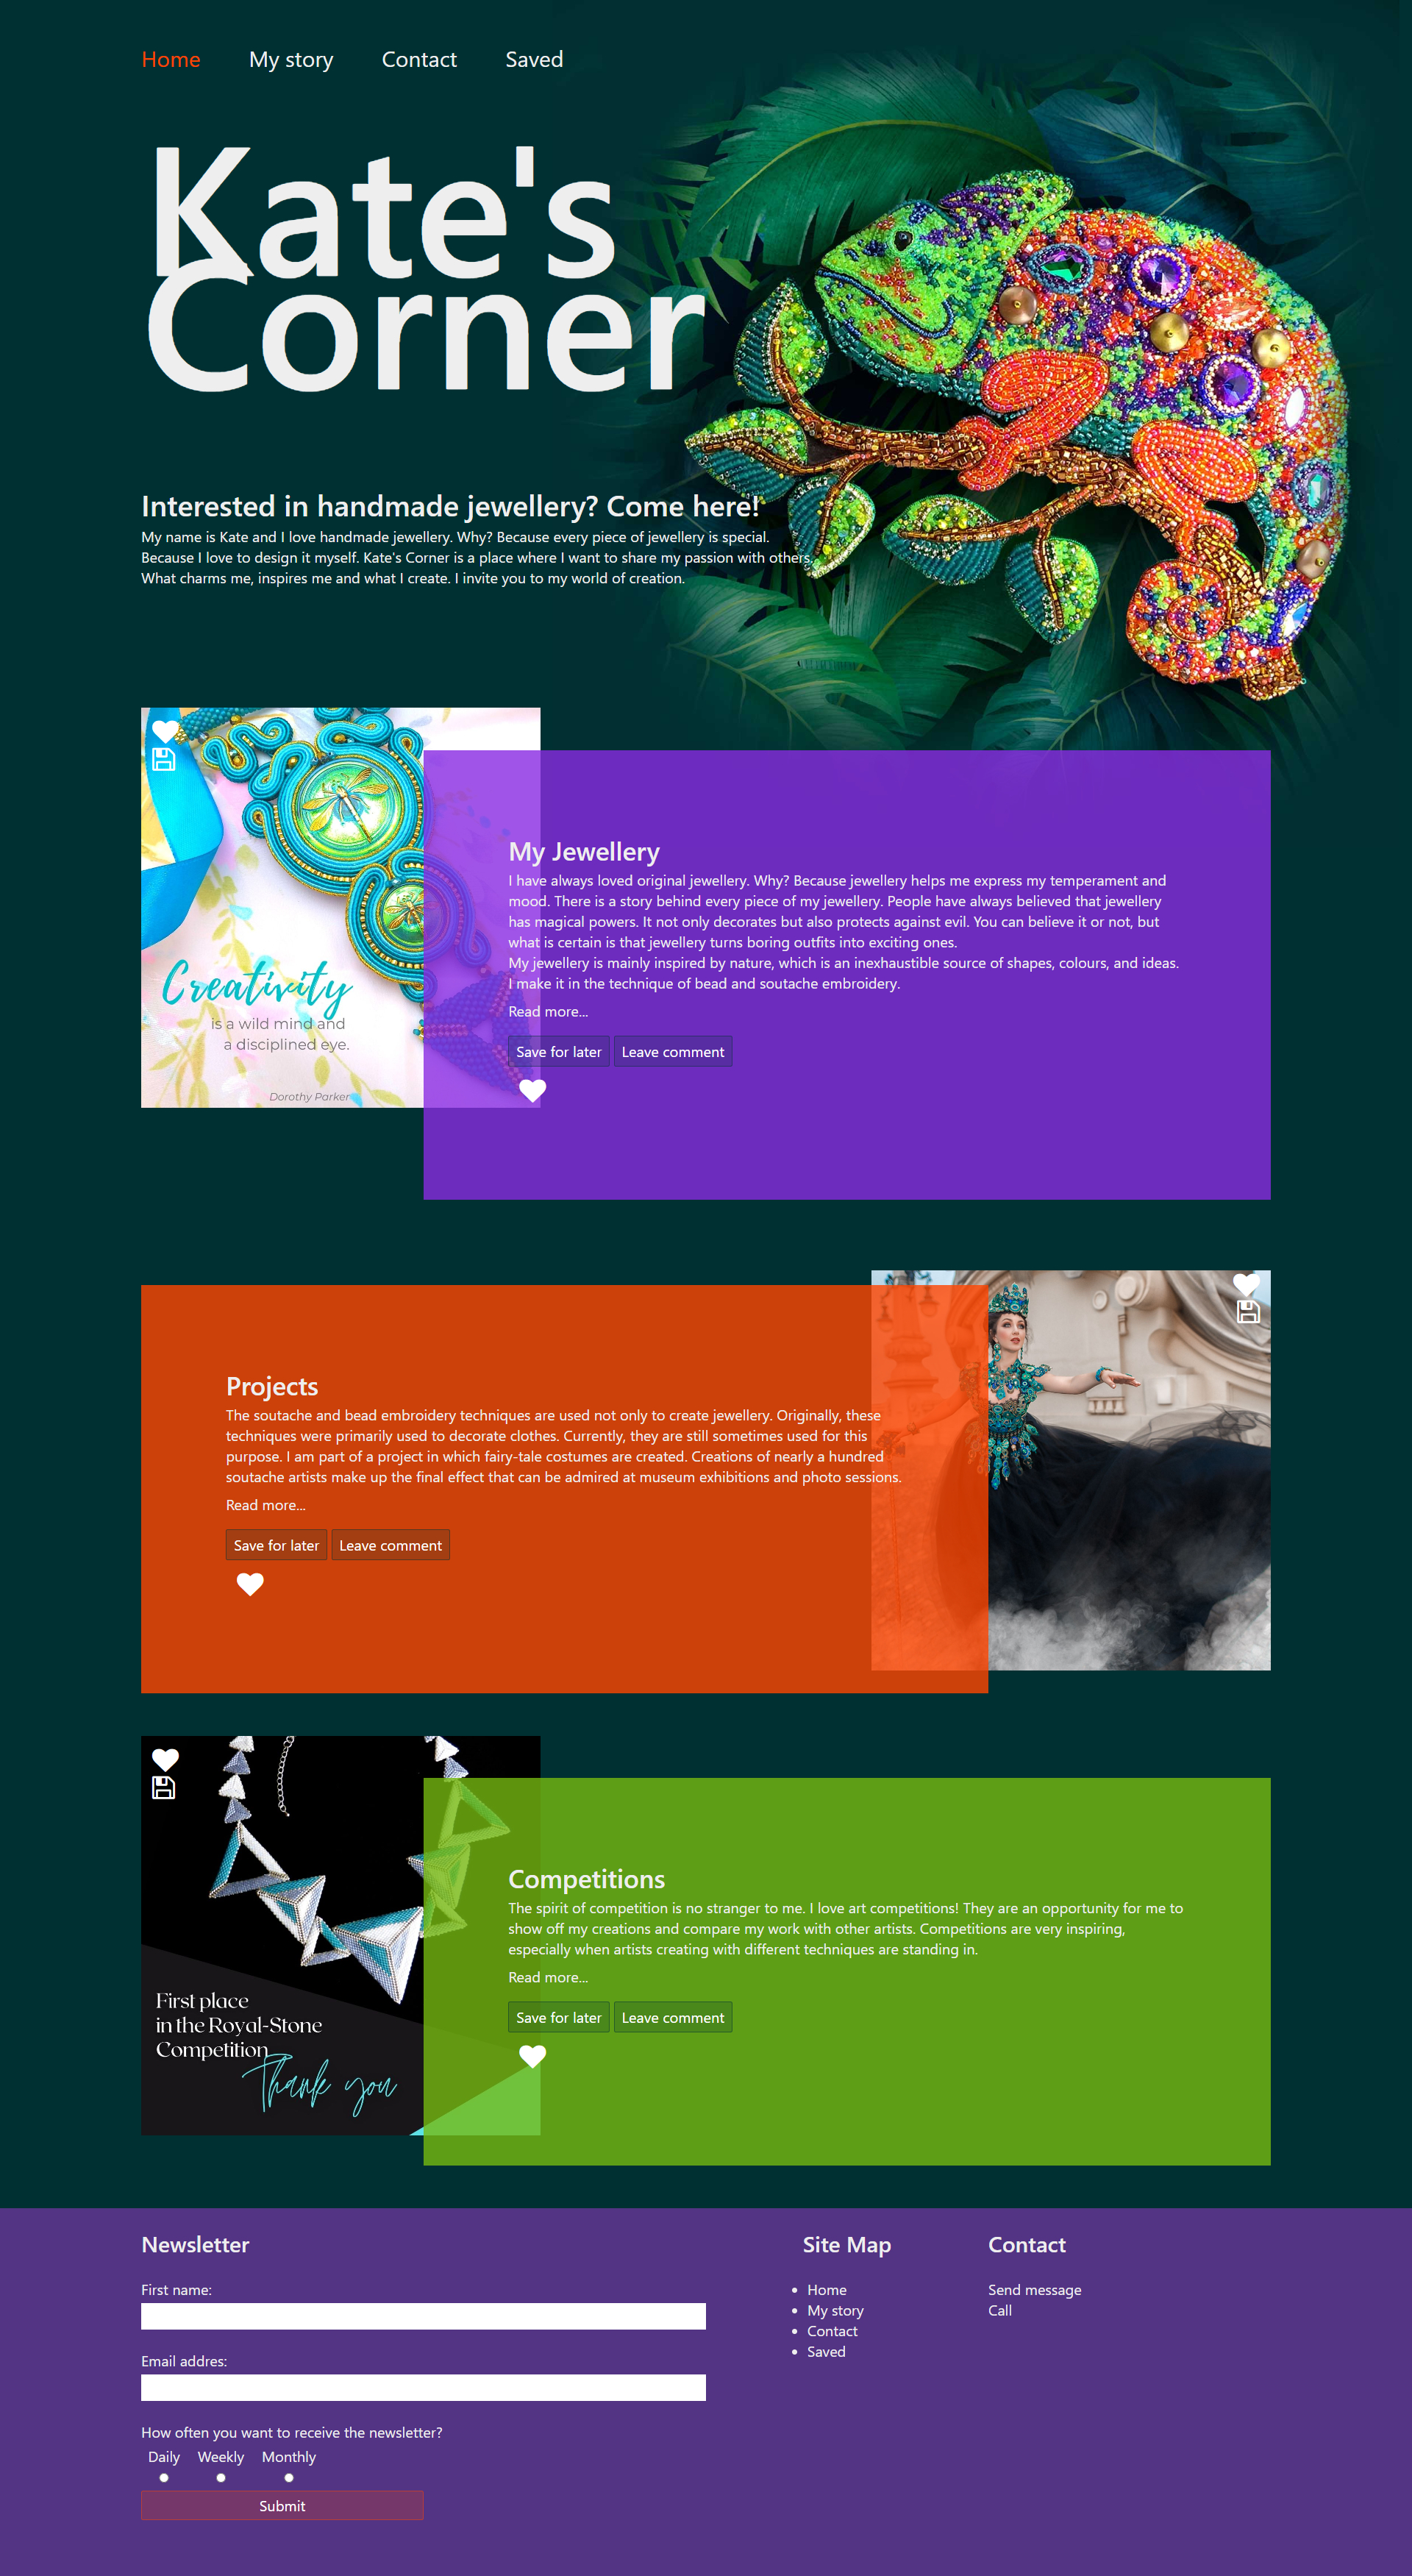 Home My story Contact Saved
Kate's
Corner
Interested in handmade jewellery? Come here!
My name is Kate and I love handmade jewellery. Why? Because every piece of jewellery is special.
Because I love to design it myself. Kate's Corner is a place where I want to share my passion with others.
What charms me, inspires me and what I create. I invite you to my world of creation.
Creativity
is a wild mind and
a disciplined eye.
Dorothy Parker
My Jewellery
I have always loved original jewellery. Why? Because jewellery helps me express my temperament and
mood. There is a story behind every piece of my jewellery. People have always believed that jewellery
has magical powers. It not only decorates but also protects against evil. You can believe it or not, but
what is certain is that jewellery turns boring outfits into exciting ones.
My jewellery is mainly inspired by nature, which is an inexhaustible source of shapes, colours, and ideas.
I make it in the technique of bead and soutache embroidery.
Read more...
Save for later Leave comment
Projects
The soutache and bead embroidery techniques are used not only to create jewellery. Originally, these
techniques were primarily used to decorate clothes. Currently, they are still sometimes used for this
purpose. I am part of a project in which fairy-tale costumes are created. Creations of nearly a hundred
soutache artists make up the final effect that can be admired at museum exhibitions and photo sessions.
Read more...
Save for later Leave comment
First place
in the Royal-Stone
Competition
Thank you
Competitions
The spirit of competition is no stranger to me. I love art competitions! They are an opportunity for me to
show off my creations and compare my work with other artists. Competitions are very inspiring,
especially when artists creating with different techniques are standing in.
Read more...
Save for later Leave comment
Newsletter
First name:
Email addres:
How often you want to receive the newsletter?
Daily Weekly Monthly
Submit
Site Map
Home
My story
Contact
Saved
Contact
Send message
Call